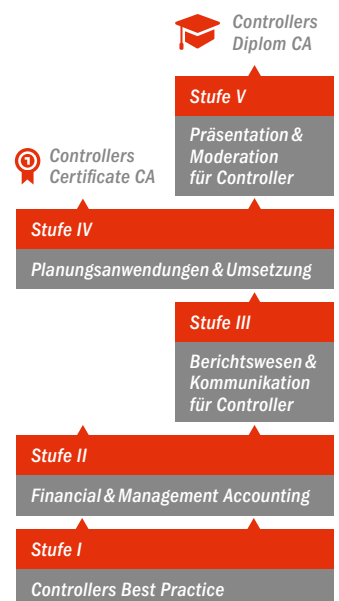 Controllers
Diplom CA
Stufe V
Präsentation &
Moderation
für Controller
1
Controllers
Certificate CA
Stufe IV
Planungsanwendungen & Umsetzung
Stufe III
Berichtswesen &
Kommunikation
für Controller
Stufe II
Financial & Management Accounting
Stufe I
Controllers Best Practice